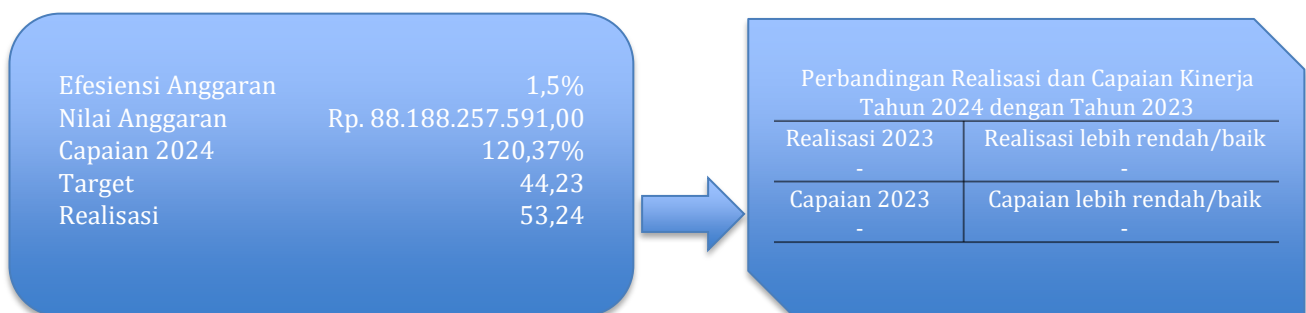 Efesiensi Anggaran 1,5%
Nilai Anggaran Rp. 88.188.257.591,00
Capaian 2024 120,37%
Target 44,23
Realisasi 53,24
Perbandingan Realisasi dan Capaian Kinerja
Tahun 2024 dengan Tahun 2023
Realisasi 2023 Realisasi lebih rendah/baik
- -
Capaian 2023 Capaian lebih rendah/baik
- -